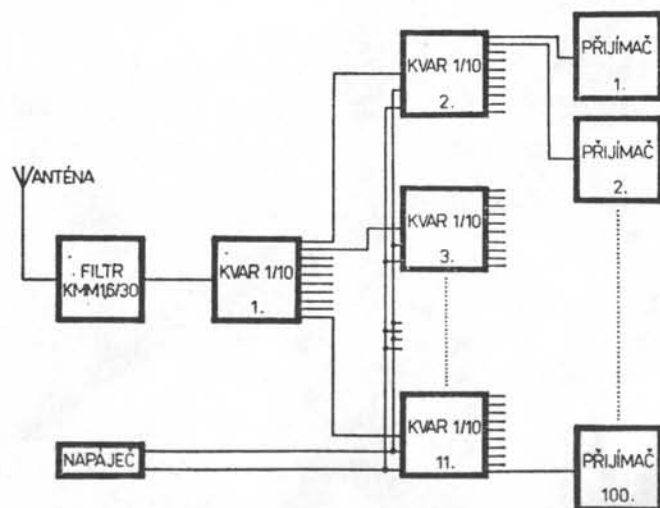 ANTÉNA
FILTR
KMM1,6/30
KVAR 1/10
1.
KVAR 1/10
2.
KVAR 1/10
3.
KVAR 1/10
11.
NAPÁJEČ
PŘIJÍMAČ
1.
PŘIJÍMAČ
2.
PŘIJÍMAČ
100.